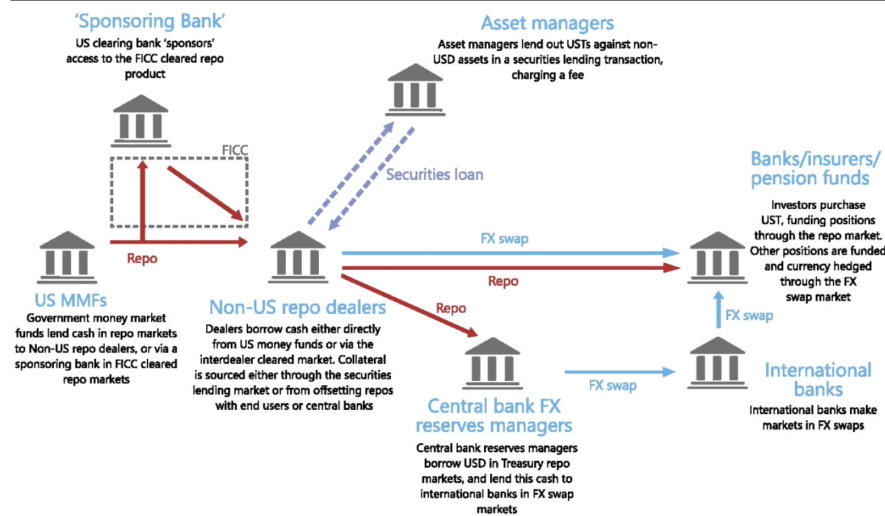 'Sponsoring Bank'
US clearing bank 'sponsors'
access to the FICC cleared repo
product
Asset managers
Asset managers lend out USTs against non-
USD assets in a securities lending transaction,
charging a fee
FICC
Securities loan
Banks/insurers/
pension funds
Investors purchase
UST, funding positions
through the repo market.
Other positions are funded
and currency hedged
through the FX
swap market
FX swap
Repo
Repo
Repo
US MMFs
Government money market
funds lend cash in repo markets
to Non-US repo dealers, or via a
sponsoring bank in FICC cleared
repo markets
Non-US repo dealers
Dealers borrow cash either directly
from US money funds or via the
interdealer cleared market. Collateral
is sourced either through the securities
lending market or from offsetting repos
with end users or central banks
FX swap
FX swap
Central bank FX
reserves managers
Central bank reserves managers
borrow USD in Treasury repo
markets, and lend this cash to
international banks in FX swap
markets
International
banks
International banks make
markets in FX swaps